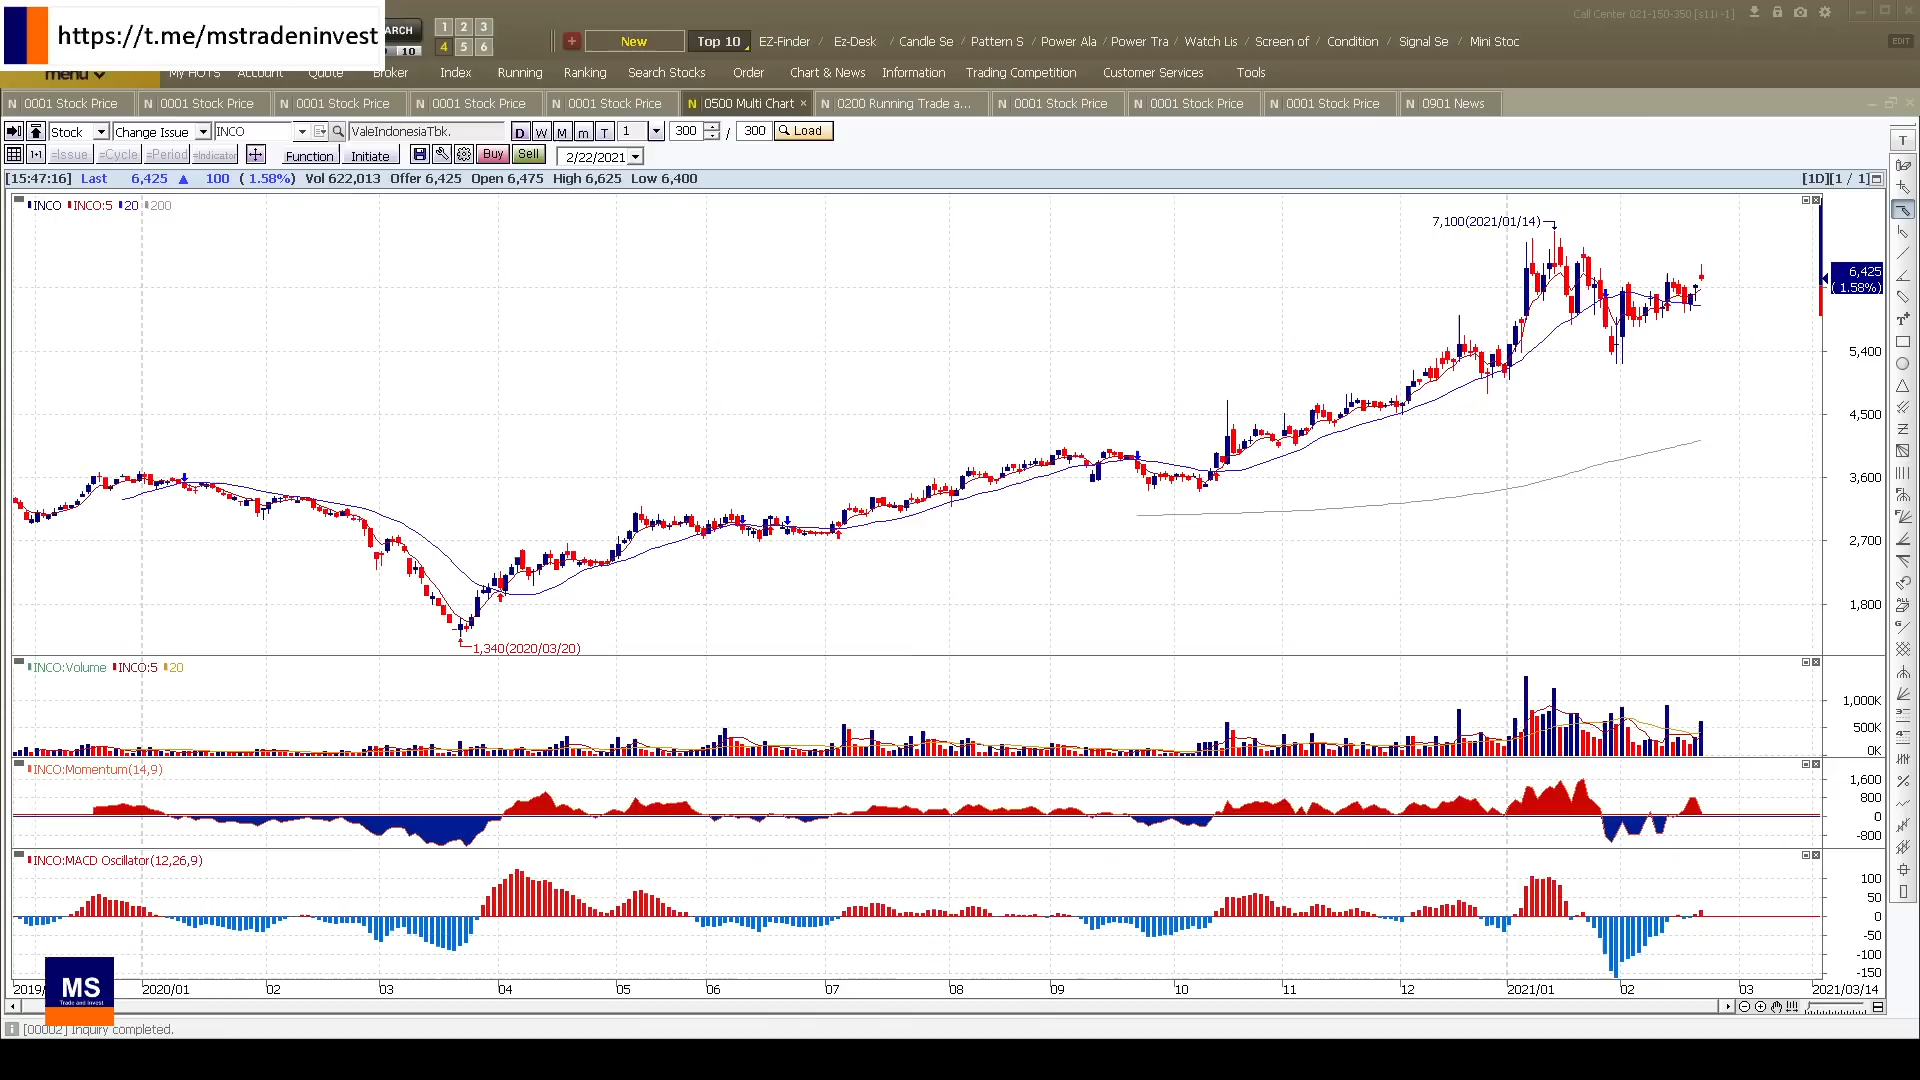 https://t.me/mstradeninvest
ARCH
10
1 2 3
4 5 6
New
Top 10
EZ-Finder / Ez-Desk / Candle Se / Pattern S / Power Ala / Power Tra / Watch Lis / Screen of / Condition / Signal Se / Mini Stoc
Call Center 021-150-350 [s11] -1]
EDIT
menu
My HOTS Account Quote Broker Index Running Ranking Search Stocks Order Chart & News Information Trading Competition Customer Services Tools
N 0001 Stock Price N 0001 Stock Price N 0001 Stock Price N 0001 Stock Price N 0001 Stock Price N 0500 Multi Chart × N 0200 Running Trade a... N 0001 Stock Price N 0001 Stock Price N 0001 Stock Price N 0901 News
Stock Change Issue INCO ValeIndonesiaTbk. D W M m T 1 300 / 300 Load
=Issue =Cycle =Period =Indicator Function Initiate Buy Sell 2/22/2021
[15:47:16] Last 6,425 ▲ 100 ( 1.58%) Vol 622,013 Offer 6,425 Open 6,475 High 6,625 Low 6,400 [1D][1 / 1]
INCO INCO:5 20 200
7,100(2021/01/14)
6,425
( 1.58%)
5,400
4,500
3,600
2,700
1,800
1,340(2020/03/20)
INCO:Volume INCO:5 20
1,000K
500K
0K
INCO:Momentum(14,9)
1,600
800
0
-800
INCO:MACD Oscillator(12,26,9)
100
50
0
-50
-100
-150
2019/ 2020/01 02 03 04 05 06 07 08 09 10 11 12 2021/01 02 03 2021/03/14
MS
Trade and Invest
[00002] Inquiry completed.